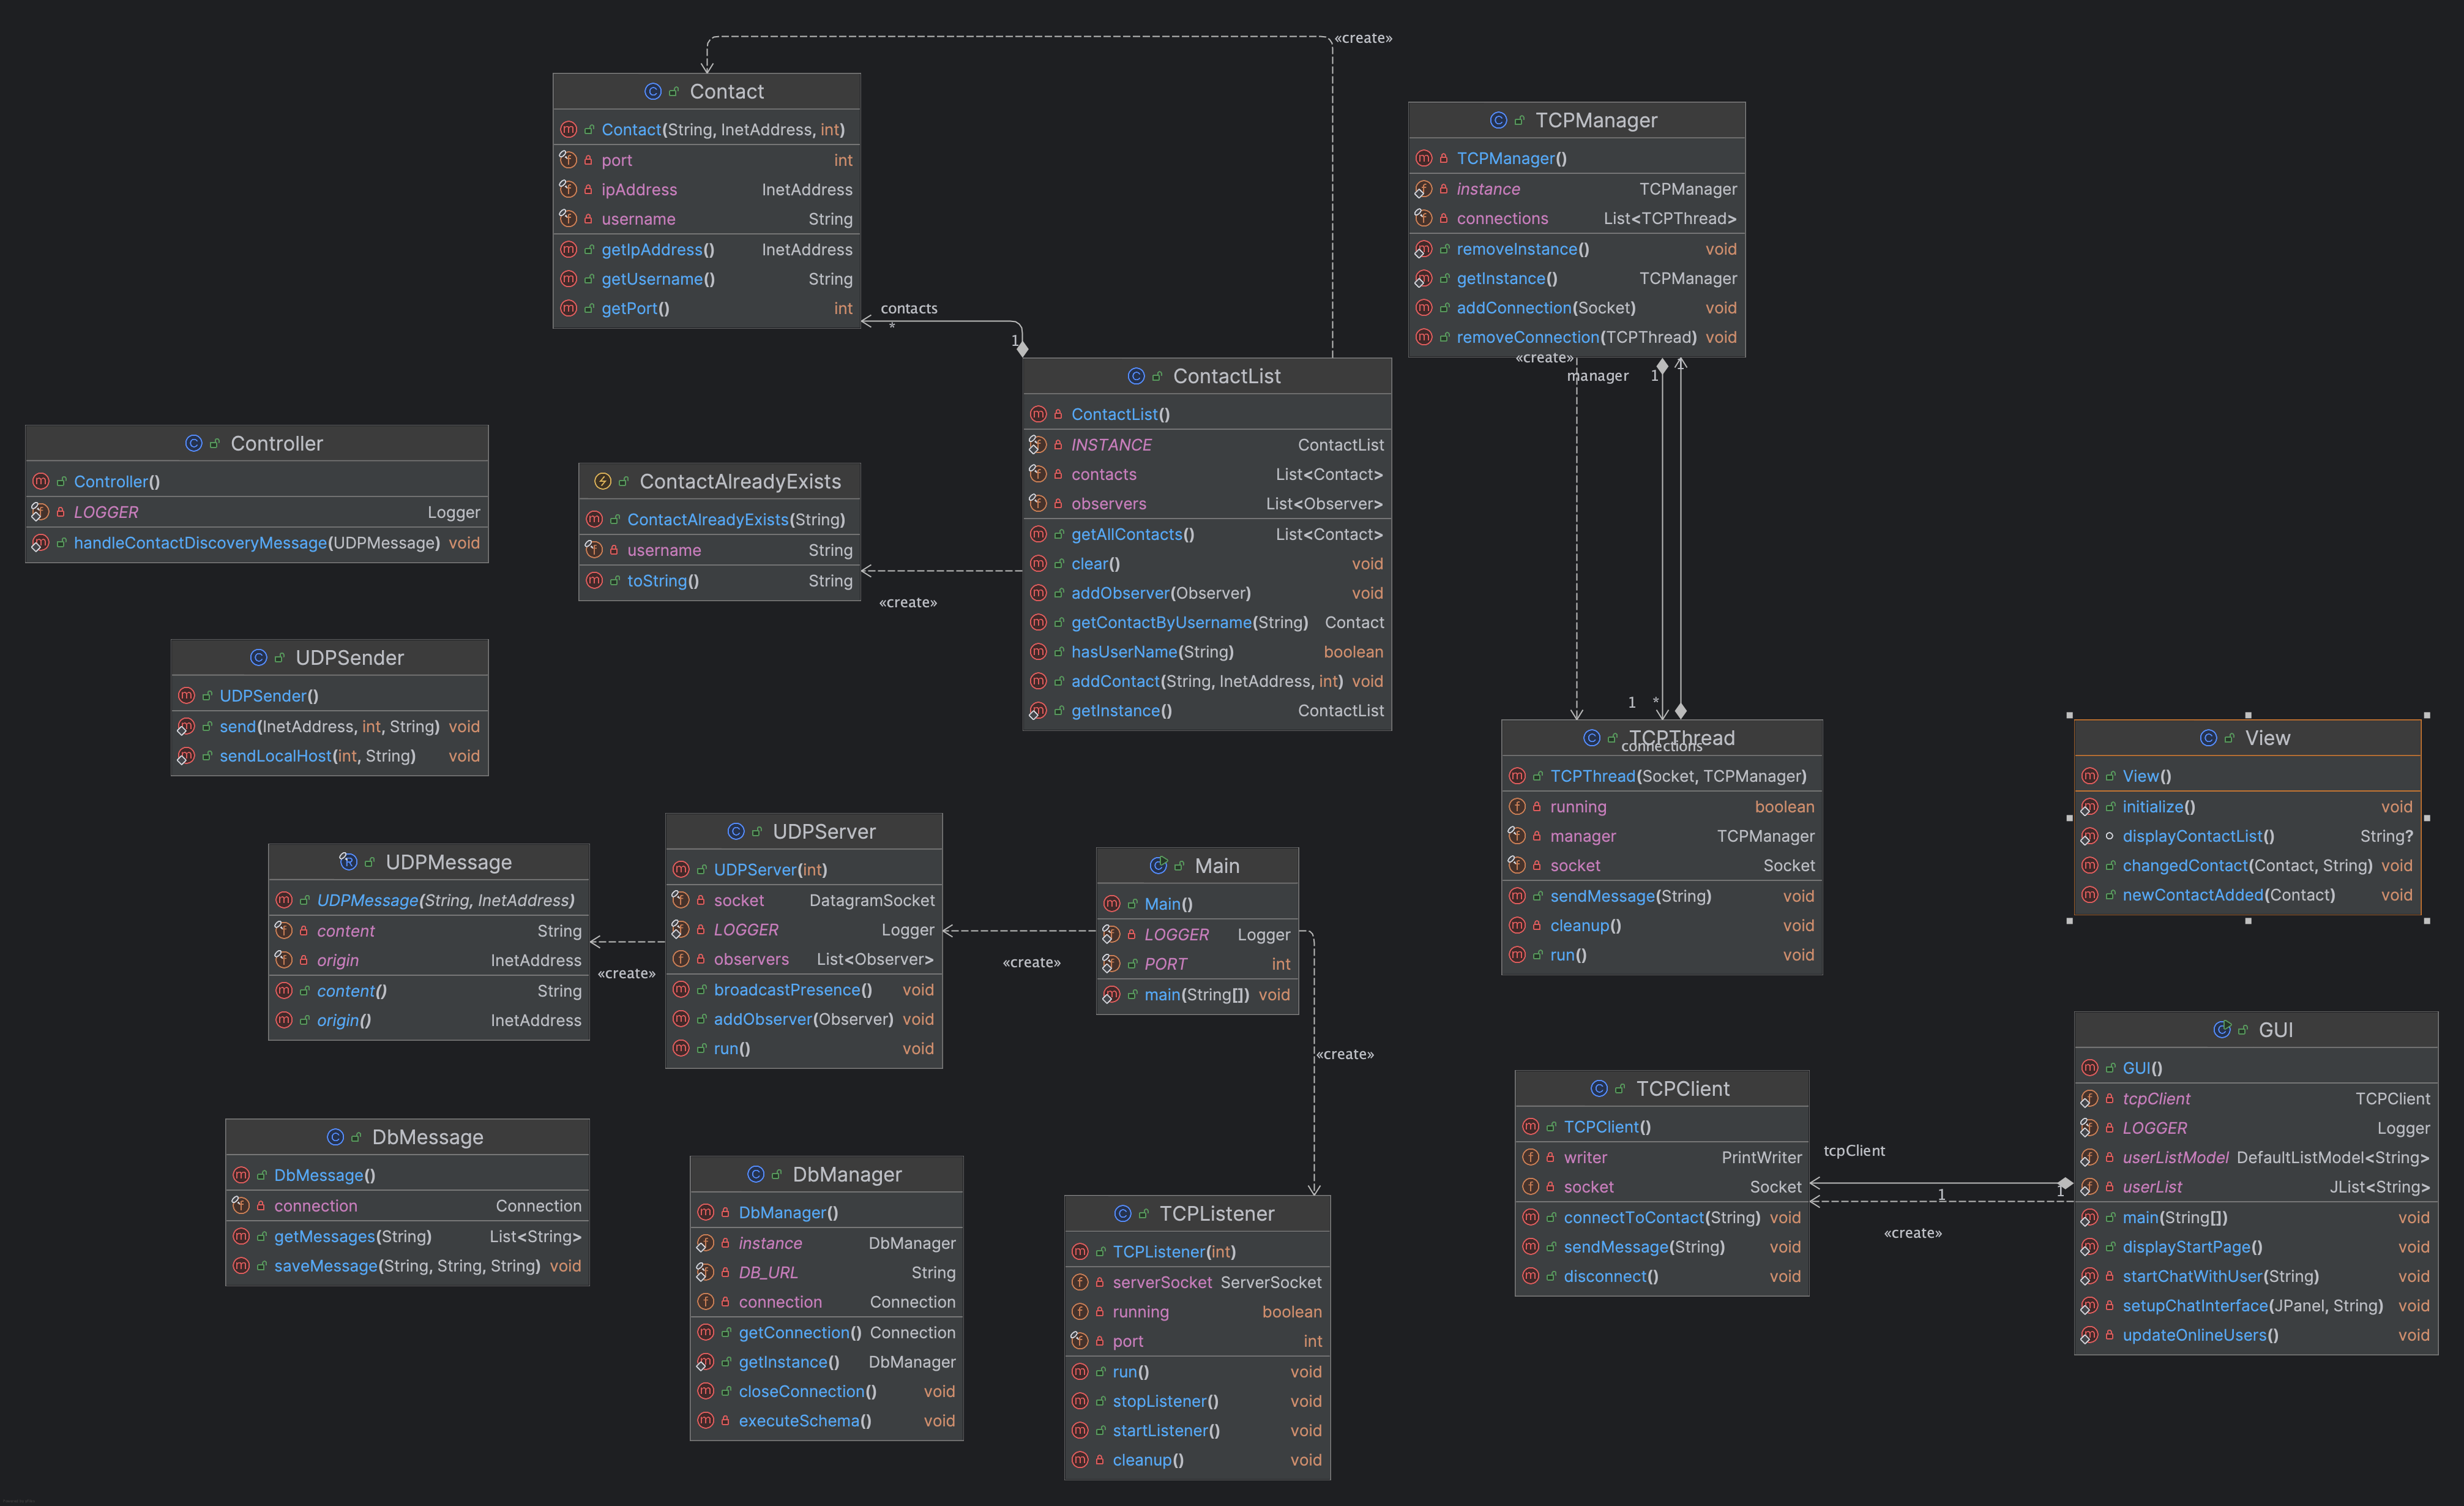 «create»
Contact
Contact(String, InetAddress, int)
port int
ipAddress InetAddress
username String
getIpAddress() InetAddress
getUsername() String
getPort() int
TCPManager
TCPManager()
instance TCPManager
connections List<TCPThread>
removeInstance() void
getInstance() TCPManager
addConnection(Socket) void
removeConnection(TCPThread) void
contacts
*
1
«create»
manager
1
1
ContactList
ContactList()
INSTANCE ContactList
contacts List<Contact>
observers List<Observer>
getAllContacts() List<Contact>
clear() void
addObserver(Observer) void
getContactByUsername(String) Contact
hasUserName(String) boolean
addContact(String, InetAddress, int) void
getInstance() ContactList
Controller
Controller()
LOGGER Logger
handleContactDiscoveryMessage(UDPMessage) void
ContactAlreadyExists
ContactAlreadyExists(String)
username String
toString() String
«create»
UDPSender
UDPSender()
send(InetAddress, int, String) void
sendLocalHost(int, String) void
1 *
TCPThread
connections
TCPThread(Socket, TCPManager)
running boolean
manager TCPManager
socket Socket
sendMessage(String) void
cleanup() void
run() void
View
View()
initialize() void
displayContactList() String?
changedContact(Contact, String) void
newContactAdded(Contact) void
UDPMessage
UDPMessage(String, InetAddress)
content String
origin InetAddress
content() String
origin() InetAddress
«create»
UDPServer
UDPServer(int)
socket DatagramSocket
LOGGER Logger
observers List<Observer>
broadcastPresence() void
addObserver(Observer) void
run() void
«create»
Main
Main()
LOGGER Logger
PORT int
main(String[]) void
«create»
GUI
GUI()
tcpClient TCPClient
LOGGER Logger
userListModel DefaultListModel<String>
userList JList<String>
main(String[]) void
displayStartPage() void
startChatWithUser(String) void
setupChatInterface(JPanel, String) void
updateOnlineUsers() void
TCPClient
TCPClient()
writer PrintWriter
socket Socket
connectToContact(String) void
sendMessage(String) void
disconnect() void
tcpClient
1
1
«create»
DbMessage
DbMessage()
connection Connection
getMessages(String) List<String>
saveMessage(String, String, String) void
DbManager
DbManager()
instance DbManager
DB_URL String
connection Connection
getConnection() Connection
getInstance() DbManager
closeConnection() void
executeSchema() void
TCPListener
TCPListener(int)
serverSocket ServerSocket
running boolean
port int
run() void
stopListener() void
startListener() void
cleanup() void